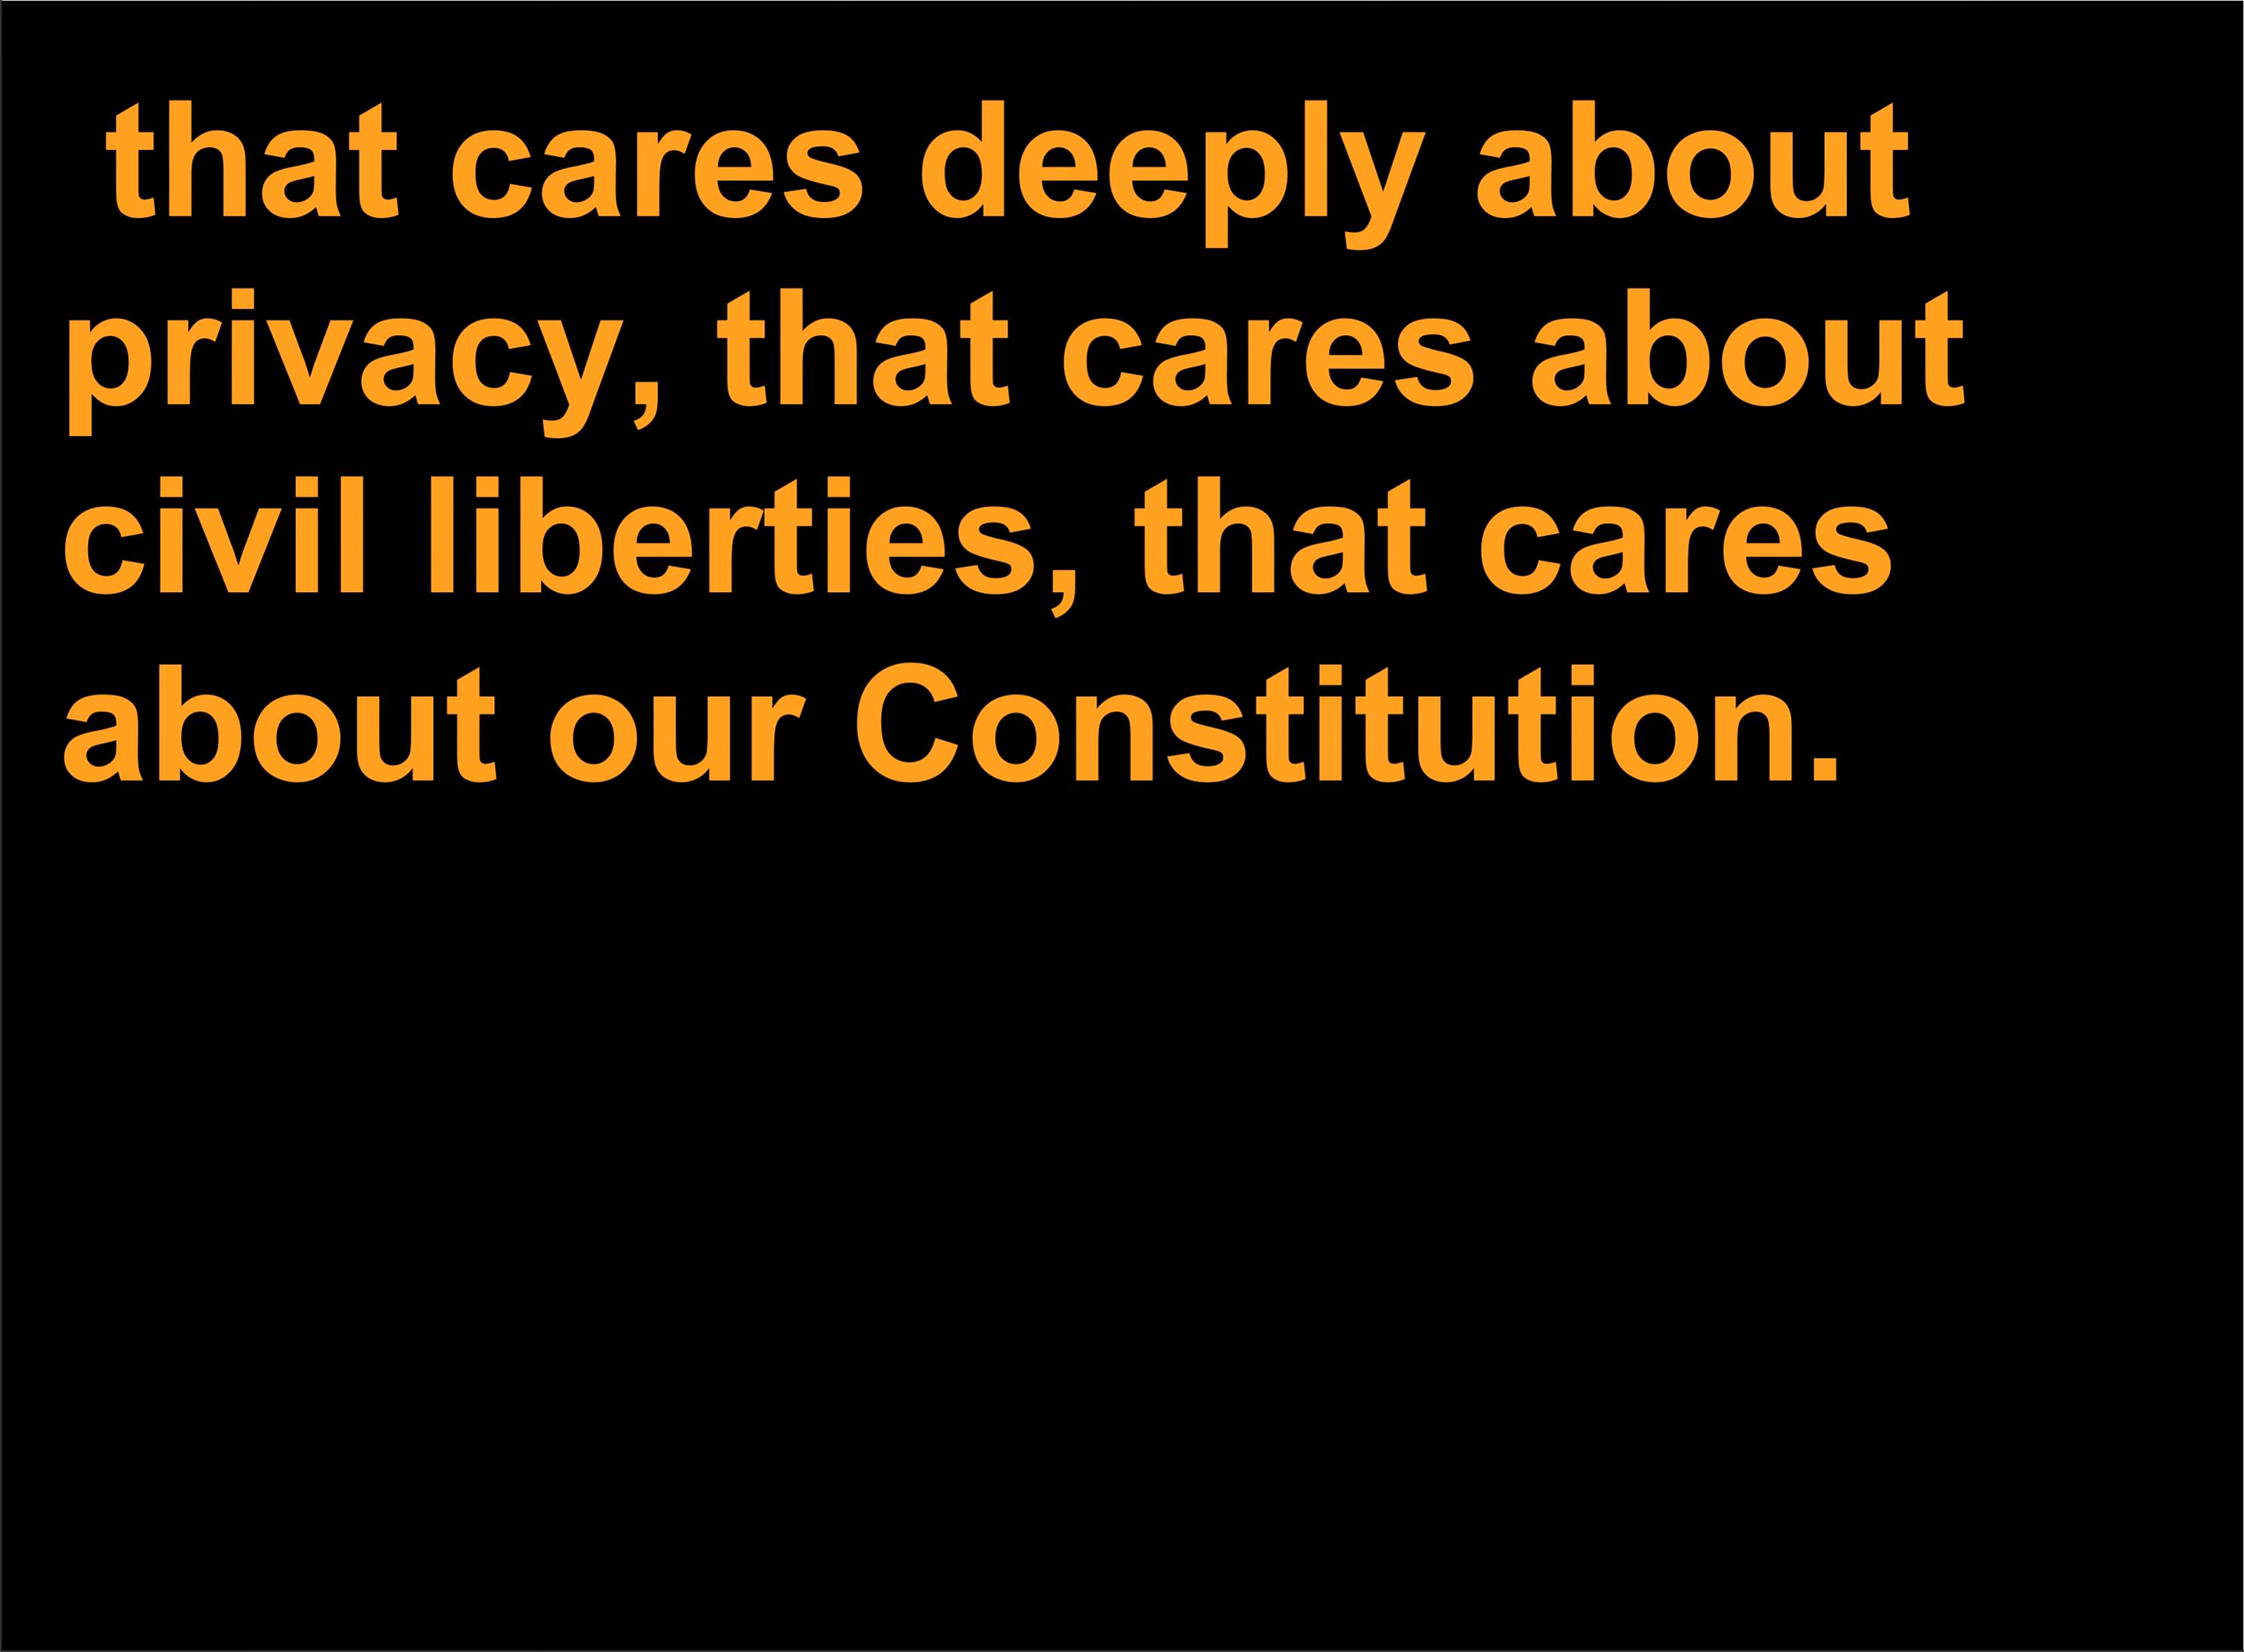 that cares deeply about
privacy, that cares about
civil liberties, that cares
about our Constitution.